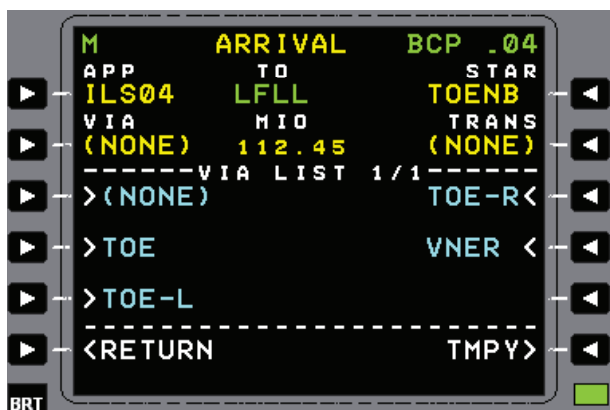 M ARRIVAL BCP .04
APP TO STAR
ILS04 LFLL TOENB
VIA MIO TRANS
(NONE) 112.45 (NONE)
------VIA LIST 1/1------
>(NONE) TOE-R<
>TOE VNER <
>TOE-L
------------------------
<RETURN TMPY>
BRT